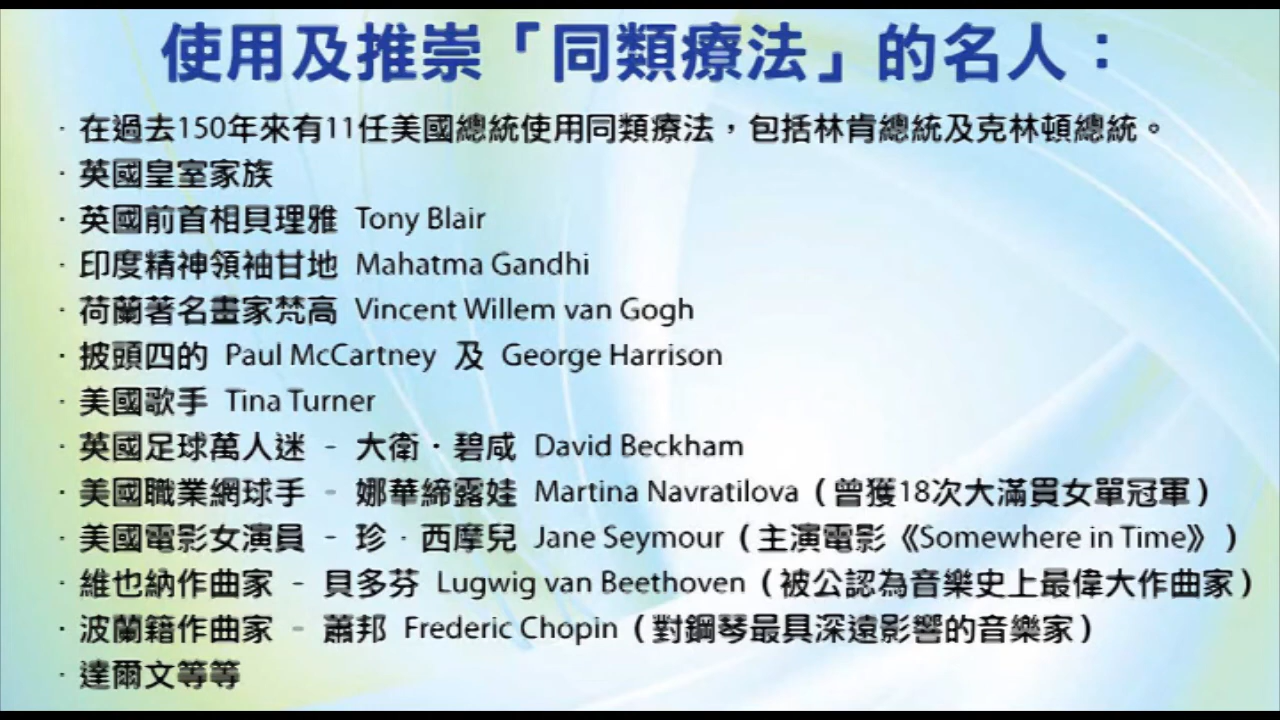 使用及推崇「同類療法」的名人：
· 在過去150年來有11任美國總統使用同類療法，包括林肯總統及克林頓總統。
· 英國皇室家族
· 英國前首相貝理雅 Tony Blair
· 印度精神領袖甘地 Mahatma Gandhi
· 荷蘭著名畫家梵高 Vincent Willem van Gogh
· 披頭四的 Paul McCartney 及 George Harrison
· 美國歌手 Tina Turner
· 英國足球萬人迷 - 大衛·碧咸 David Beckham
· 美國職業網球手 - 娜華締露娃 Martina Navratilova（曾獲18次大滿貫女單冠軍）
· 美國電影女演員 - 珍·西摩兒 Jane Seymour（主演電影《Somewhere in Time》）
· 維也納作曲家 - 貝多芬 Lugwig van Beethoven（被公認為音樂史上最偉大作曲家）
· 波蘭籍作曲家 - 蕭邦 Frederic Chopin（對鋼琴最具深遠影響的音樂家）
· 達爾文等等